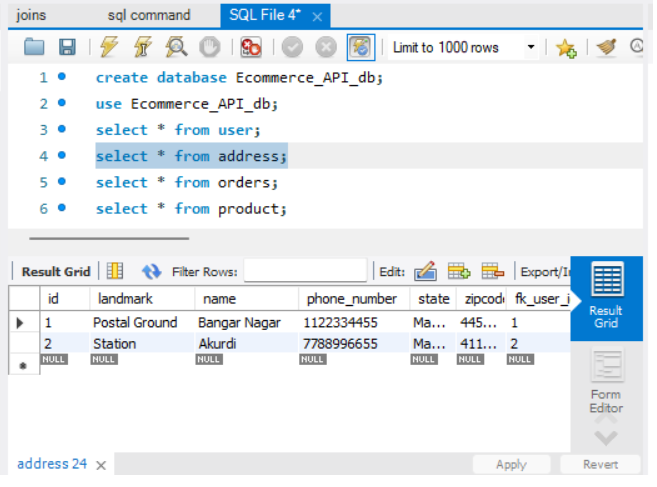 joins sql command SQL File 4* ×
Limit to 1000 rows
1 create database Ecommerce_API_db;
2 use Ecommerce_API_db;
3 select * from user;
4 select * from address;
5 select * from orders;
6 select * from product;
Result Grid Filter Rows: Edit: Export/I
id landmark name phone_number state zipcod fk_user_i
1 Postal Ground Bangar Nagar 1122334455 Ma... 445... 1
2 Station Akurdi 7788996655 Ma... 411... 2
NULL NULL NULL NULL NULL NULL NULL
Result
Grid
Form
Editor
address 24 × Apply Revert